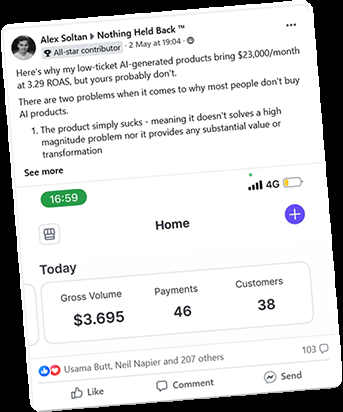 Alex Soltan ▸ Nothing Held Back ™
All-star contributor · 2 May at 19:04 ·
Here's why my low-ticket AI-generated products bring $23,000/month
at 3.29 ROAS, but yours probably don't.
There are two problems when it comes to why most people don't buy
AI products.
1. The product simply sucks - meaning it doesn't solves a high
magnitude problem nor it provides any substantial value or
transformation
See more
16:59
4G
Home
Today
Gross Volume Payments Customers
$3.695 46 38
Usama Butt, Neil Napier and 207 others 103
Like Comment Send